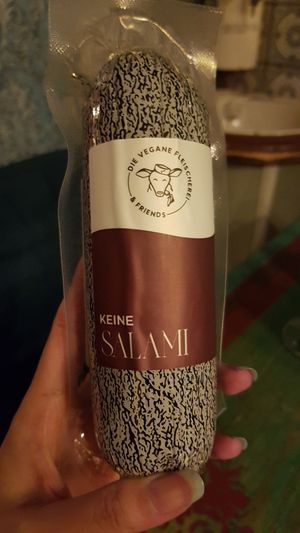 DIE VEGANE FLEISCHEREI
& FRIENDS
KEINE
SALAMI